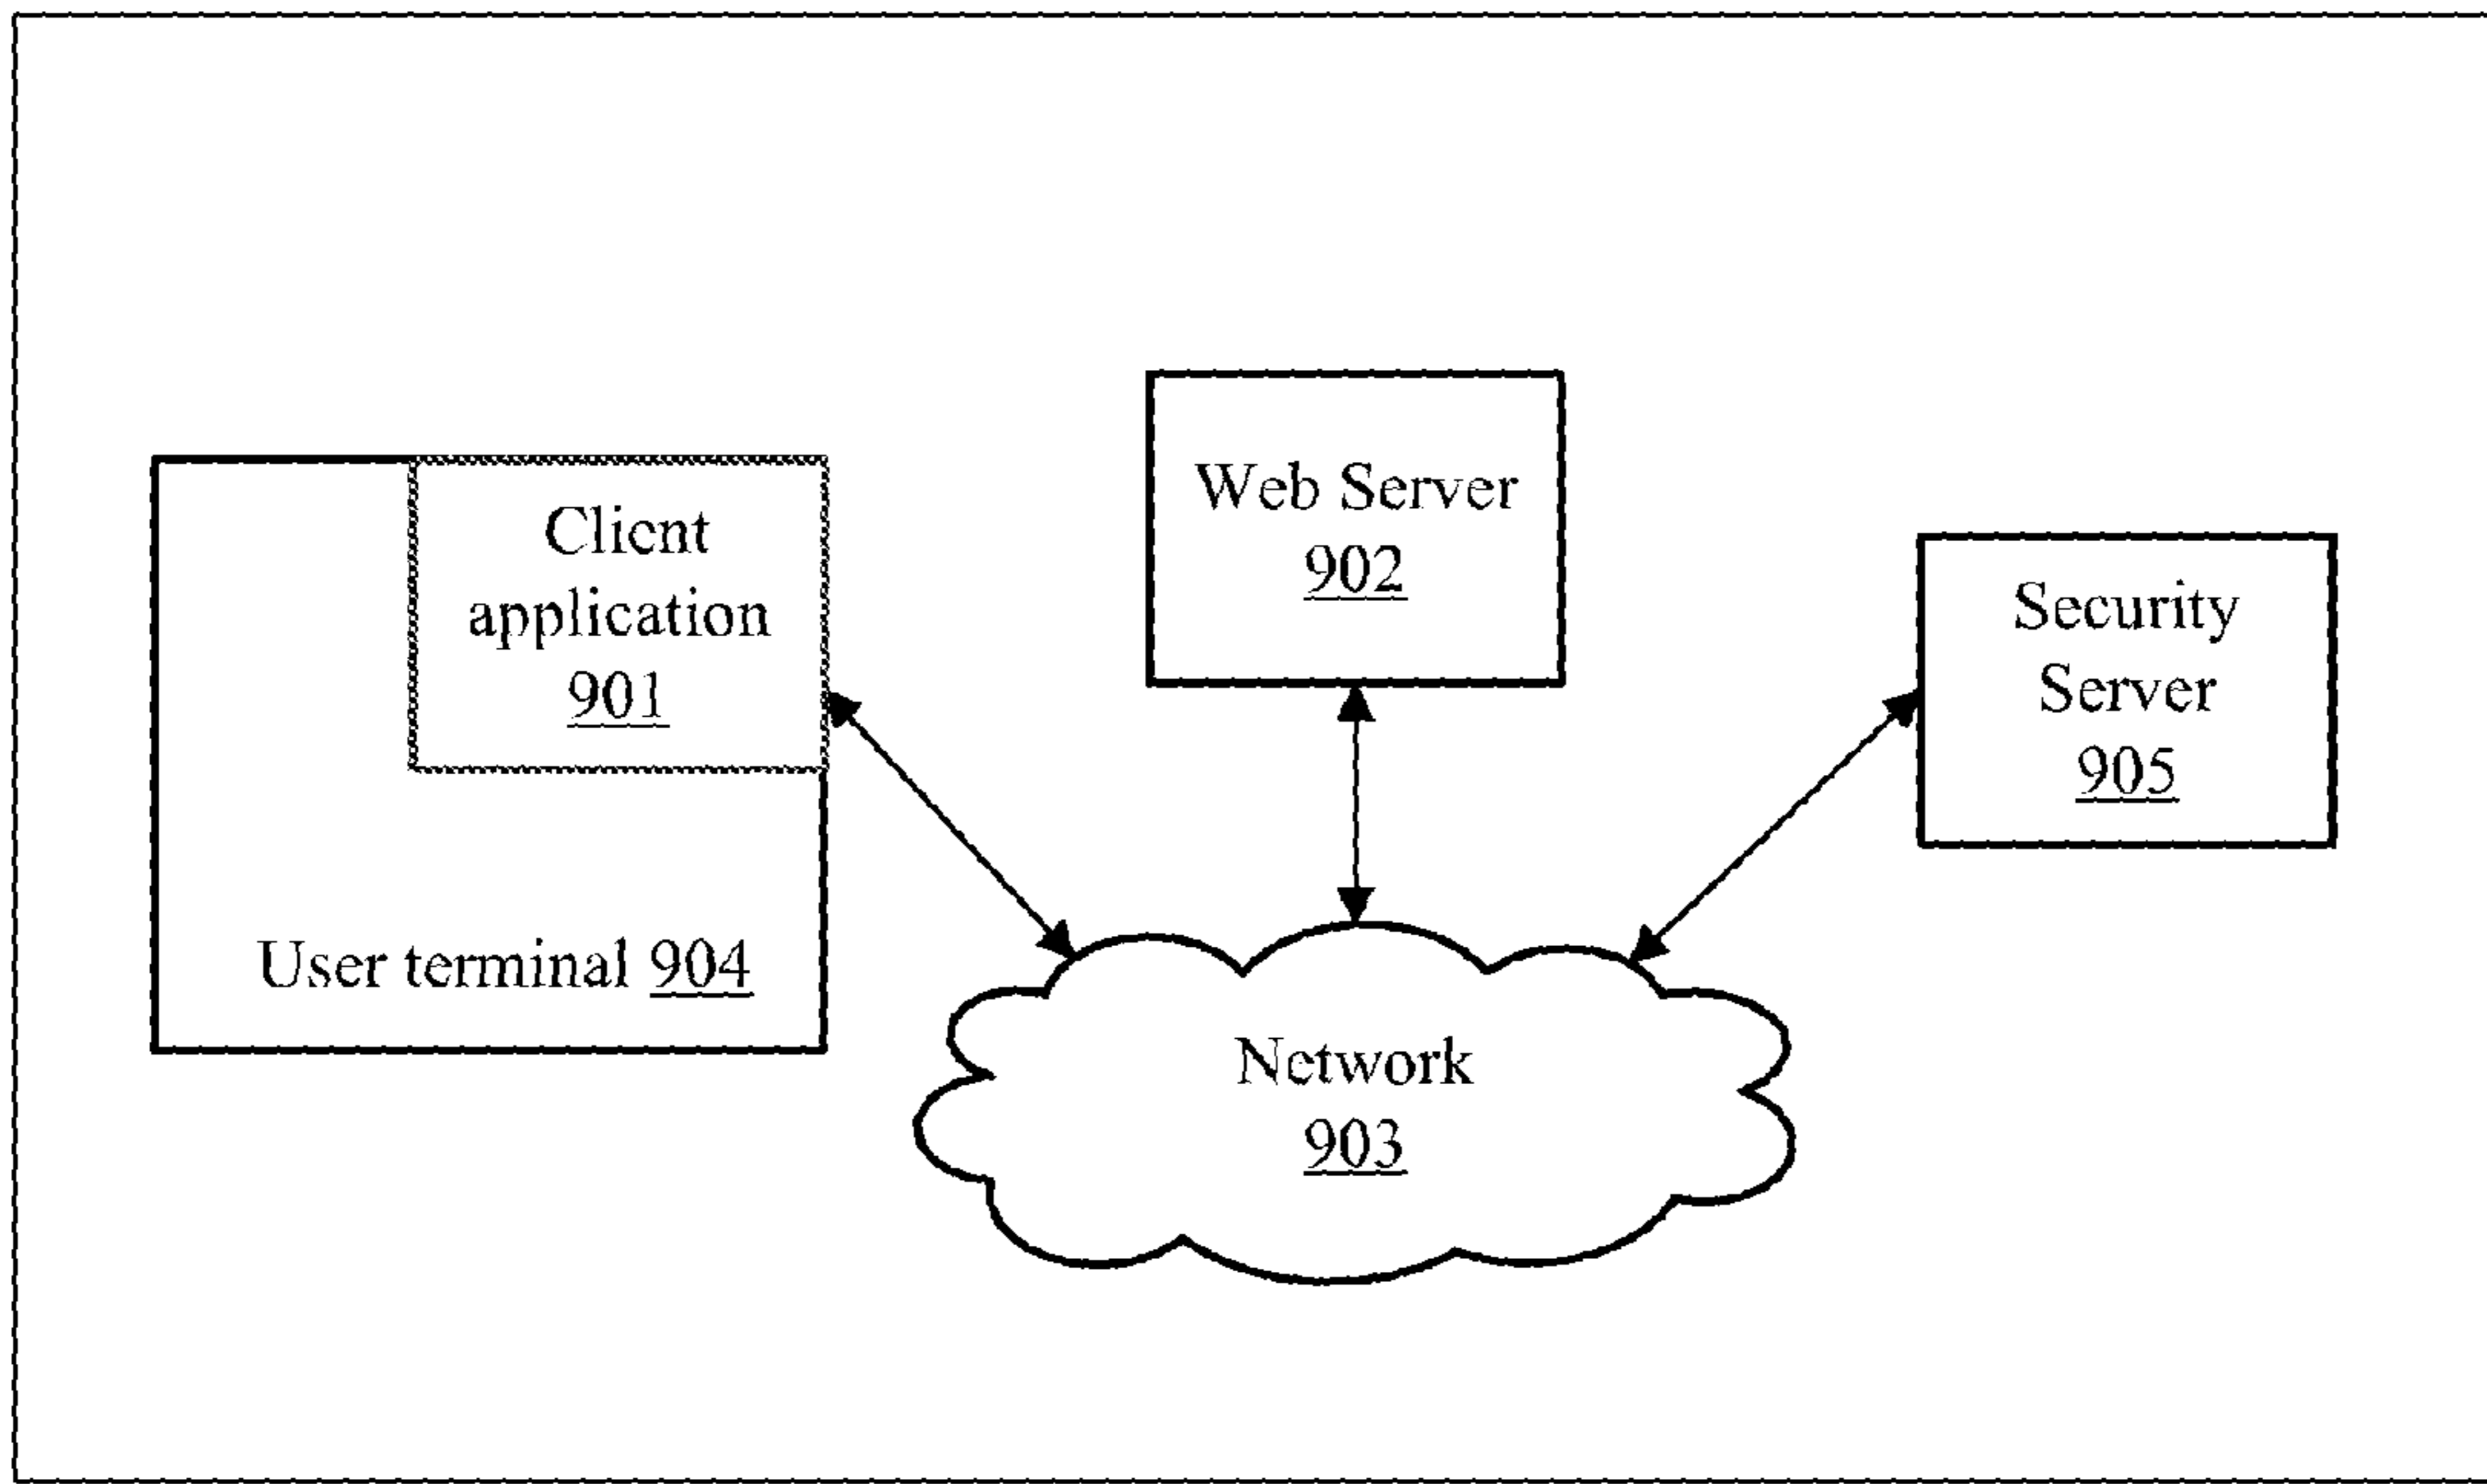 Client
application
901
User terminal 904
Web Server
902
Security
Server
905
Network
903